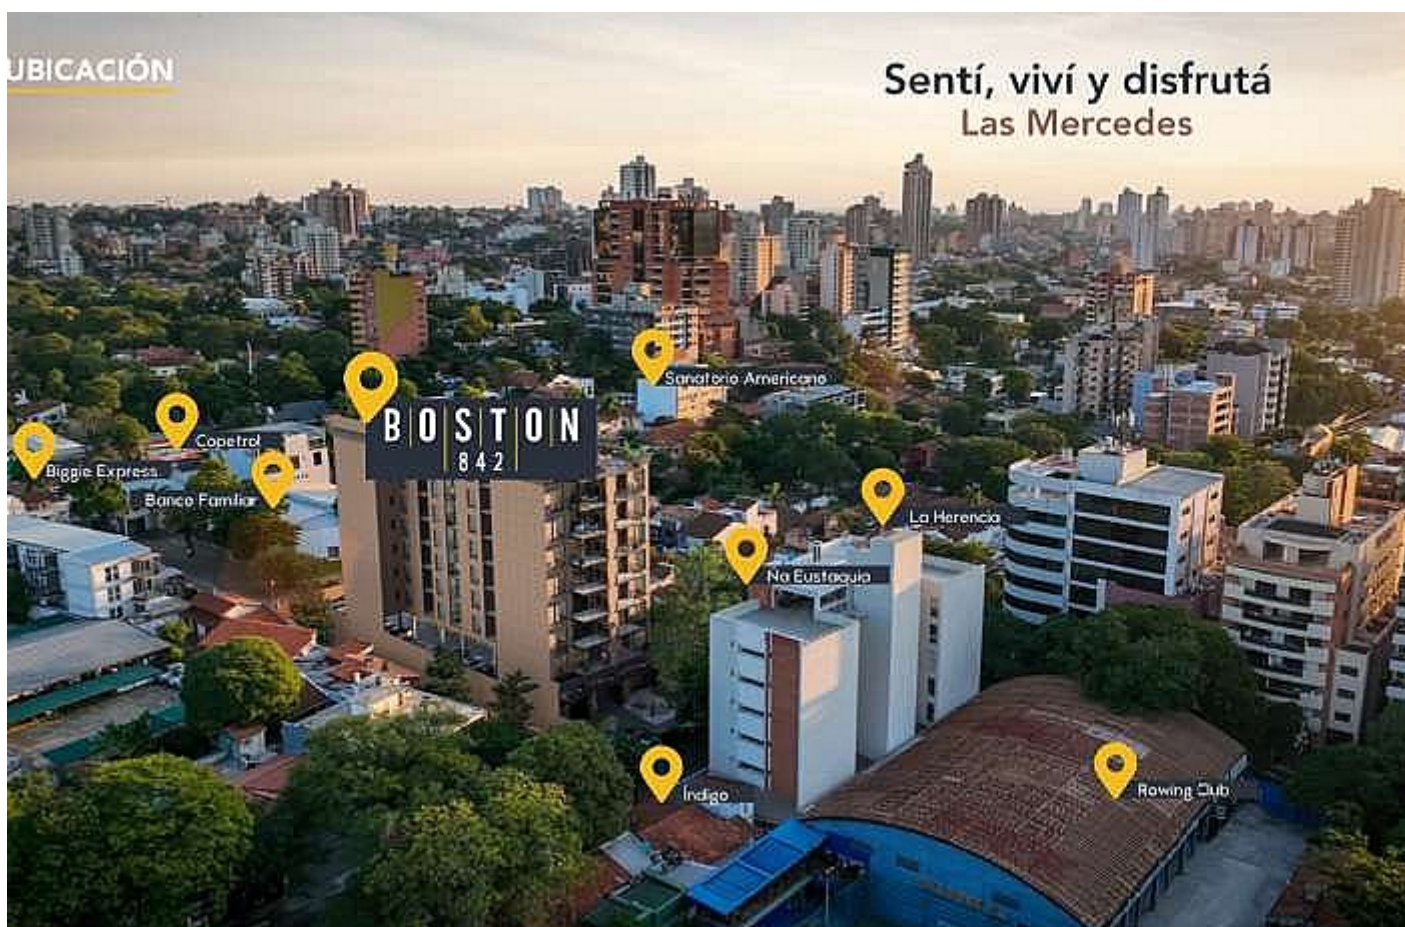 UBICACIÓN
Sentí, viví y disfrutá
Las Mercedes
Sanatorio Americano
BOSTON
842
Copetrol
Biggie Express
Banco Familiar
La Herencia
Na Eustaquia
Índigo
Rowing Club